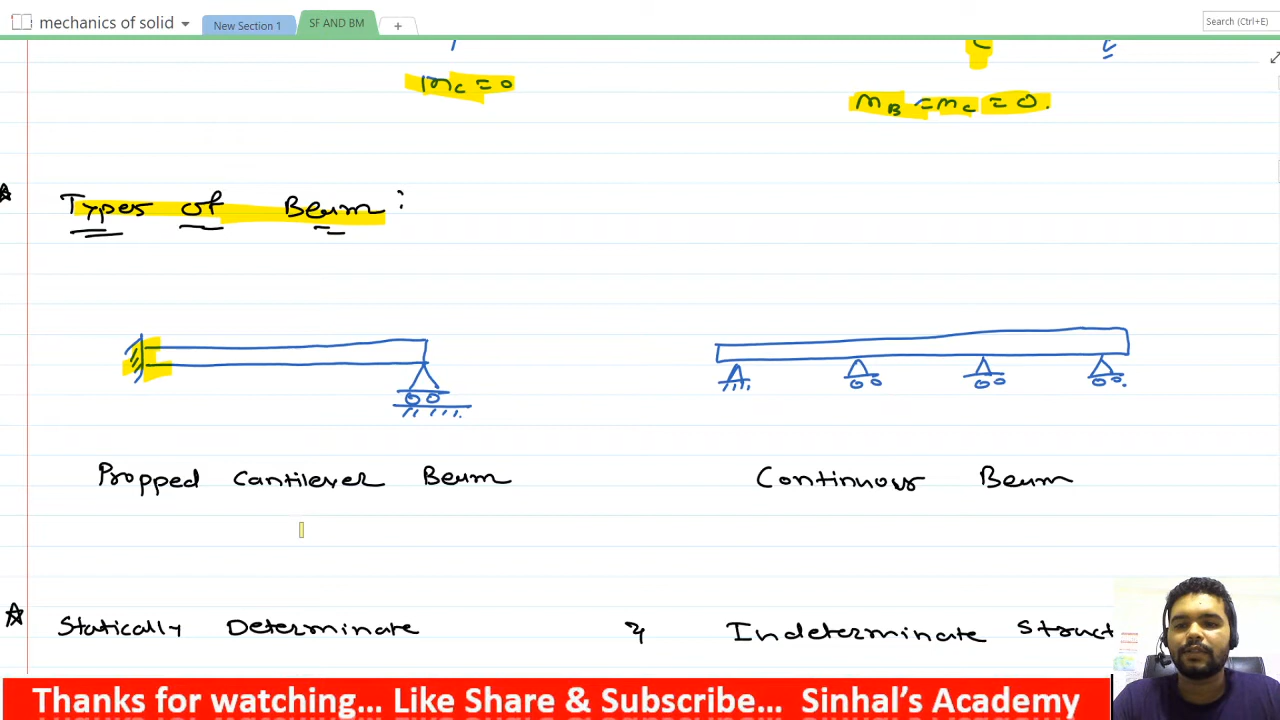 mechanics of solid
New Section 1
SF AND BM
+
Search (Ctrl+E)
Mc = 0
MB = Mc = 0.
Types of Beam :
Propped Cantilever Beam
Continuous Beam
Statically Determinate & Indeterminate Struct
Thanks for watching... Like Share & Subscribe... Sinhal's Academy